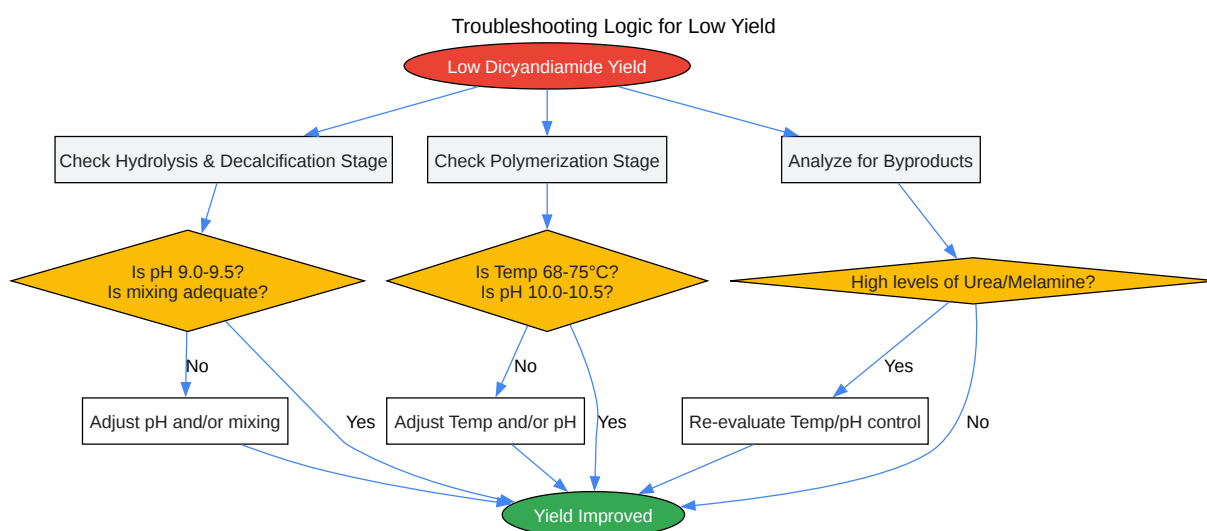 Troubleshooting Logic for Low Yield
Low Dicyandiamide Yield
Check Hydrolysis & Decalcification Stage
Check Polymerization Stage
Analyze for Byproducts
Is pH 9.0-9.5?
Is mixing adequate?
Is Temp 68-75°C?
Is pH 10.0-10.5?
High levels of Urea/Melamine?
No
No
Yes
Adjust pH and/or mixing
Yes
Adjust Temp and/or pH
Yes
Re-evaluate Temp/pH control
No
Yield Improved